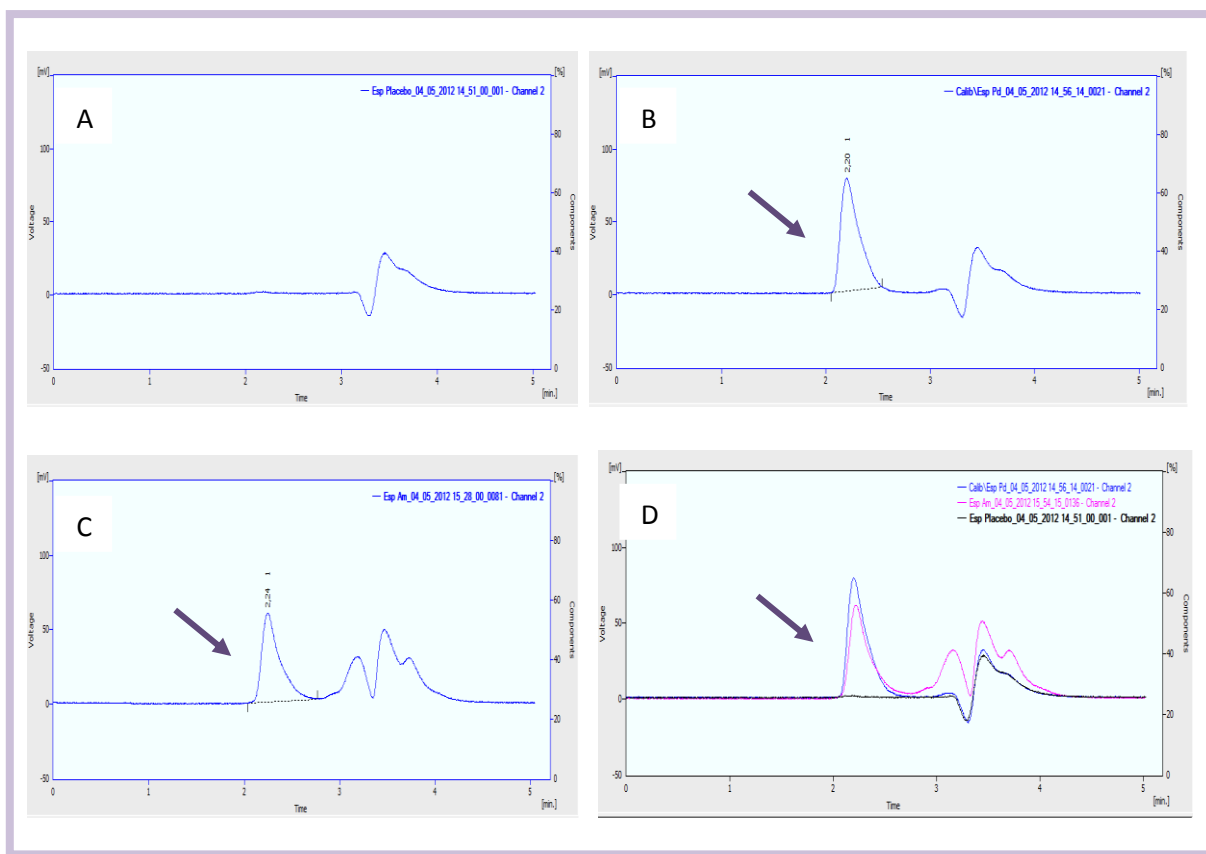 [mV]
[%]
— Esp Placebo_04_05_2012 14_51_00_001 - Channel 2
A
100
50
0
-50
Voltage
80
60
40
20
0
Components
0 1 2 3 4 5
[min.]
Time
[mV]
[%]
— Calib\Esp Pd_04_05_2012 14_56_14_0021 - Channel 2
B
2,20 1
100
50
0
-50
Voltage
80
60
40
20
0
Components
0 1 2 3 4 5
[min.]
Time
[mV]
[%]
— Esp Am_04_05_2012 15_28_00_0081 - Channel 2
C
2,24 1
100
50
0
-50
Voltage
80
60
40
20
0
Components
0 1 2 3 4 5
[min.]
Time
[mV]
[%]
— Calib\Esp Pd_04_05_2012 14_56_14_0021 - Channel 2
— Esp Am_04_05_2012 15_54_15_0136 - Channel 2
— Esp Placebo_04_05_2012 14_51_00_001 - Channel 2
D
100
50
0
-50
Voltage
80
60
40
20
0
Components
0 1 2 3 4 5
[min.]
Time